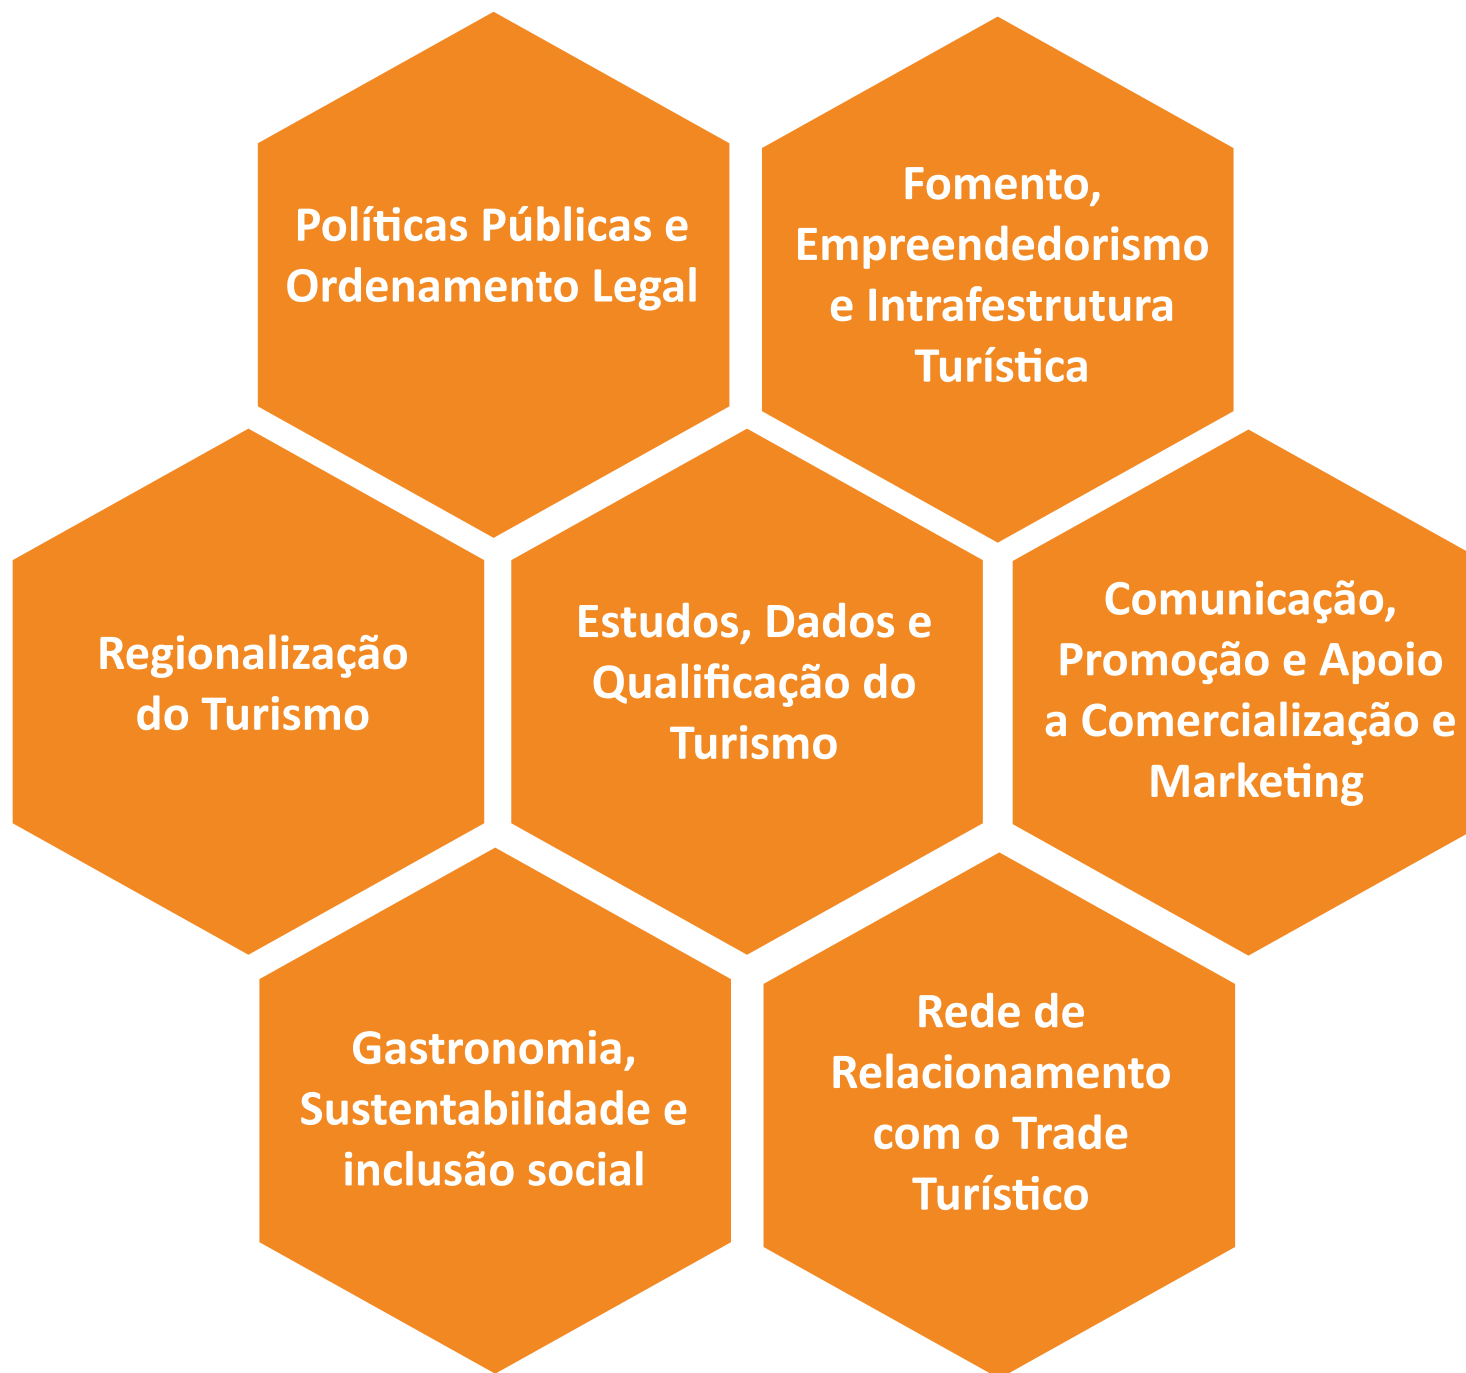 Políticas Públicas e
Ordenamento Legal
Fomento,
Empreendedorismo
e Intrafestrutura
Turística
Regionalização
do Turismo
Estudos, Dados e
Qualificação do
Turismo
Comunicação,
Promoção e Apoio
a Comercialização e
Marketing
Gastronomia,
Sustentabilidade e
inclusão social
Rede de
Relacionamento
com o Trade
Turístico